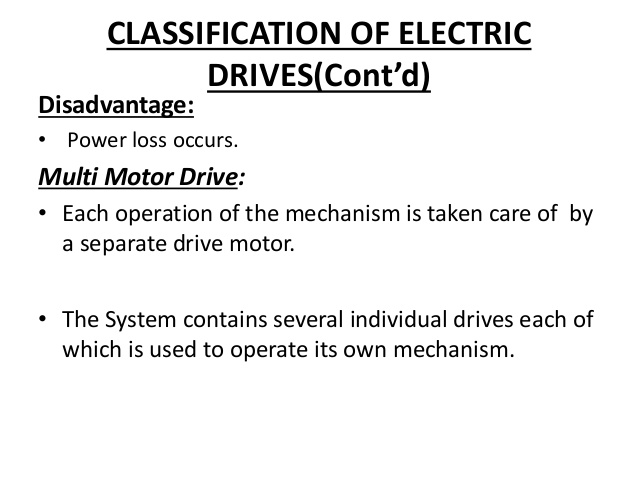 CLASSIFICATION OF ELECTRIC
DRIVES(Cont’d)
Disadvantage:
• Power loss occurs.
Multi Motor Drive:
• Each operation of the mechanism is taken care of by
a separate drive motor.
• The System contains several individual drives each of
which is used to operate its own mechanism.